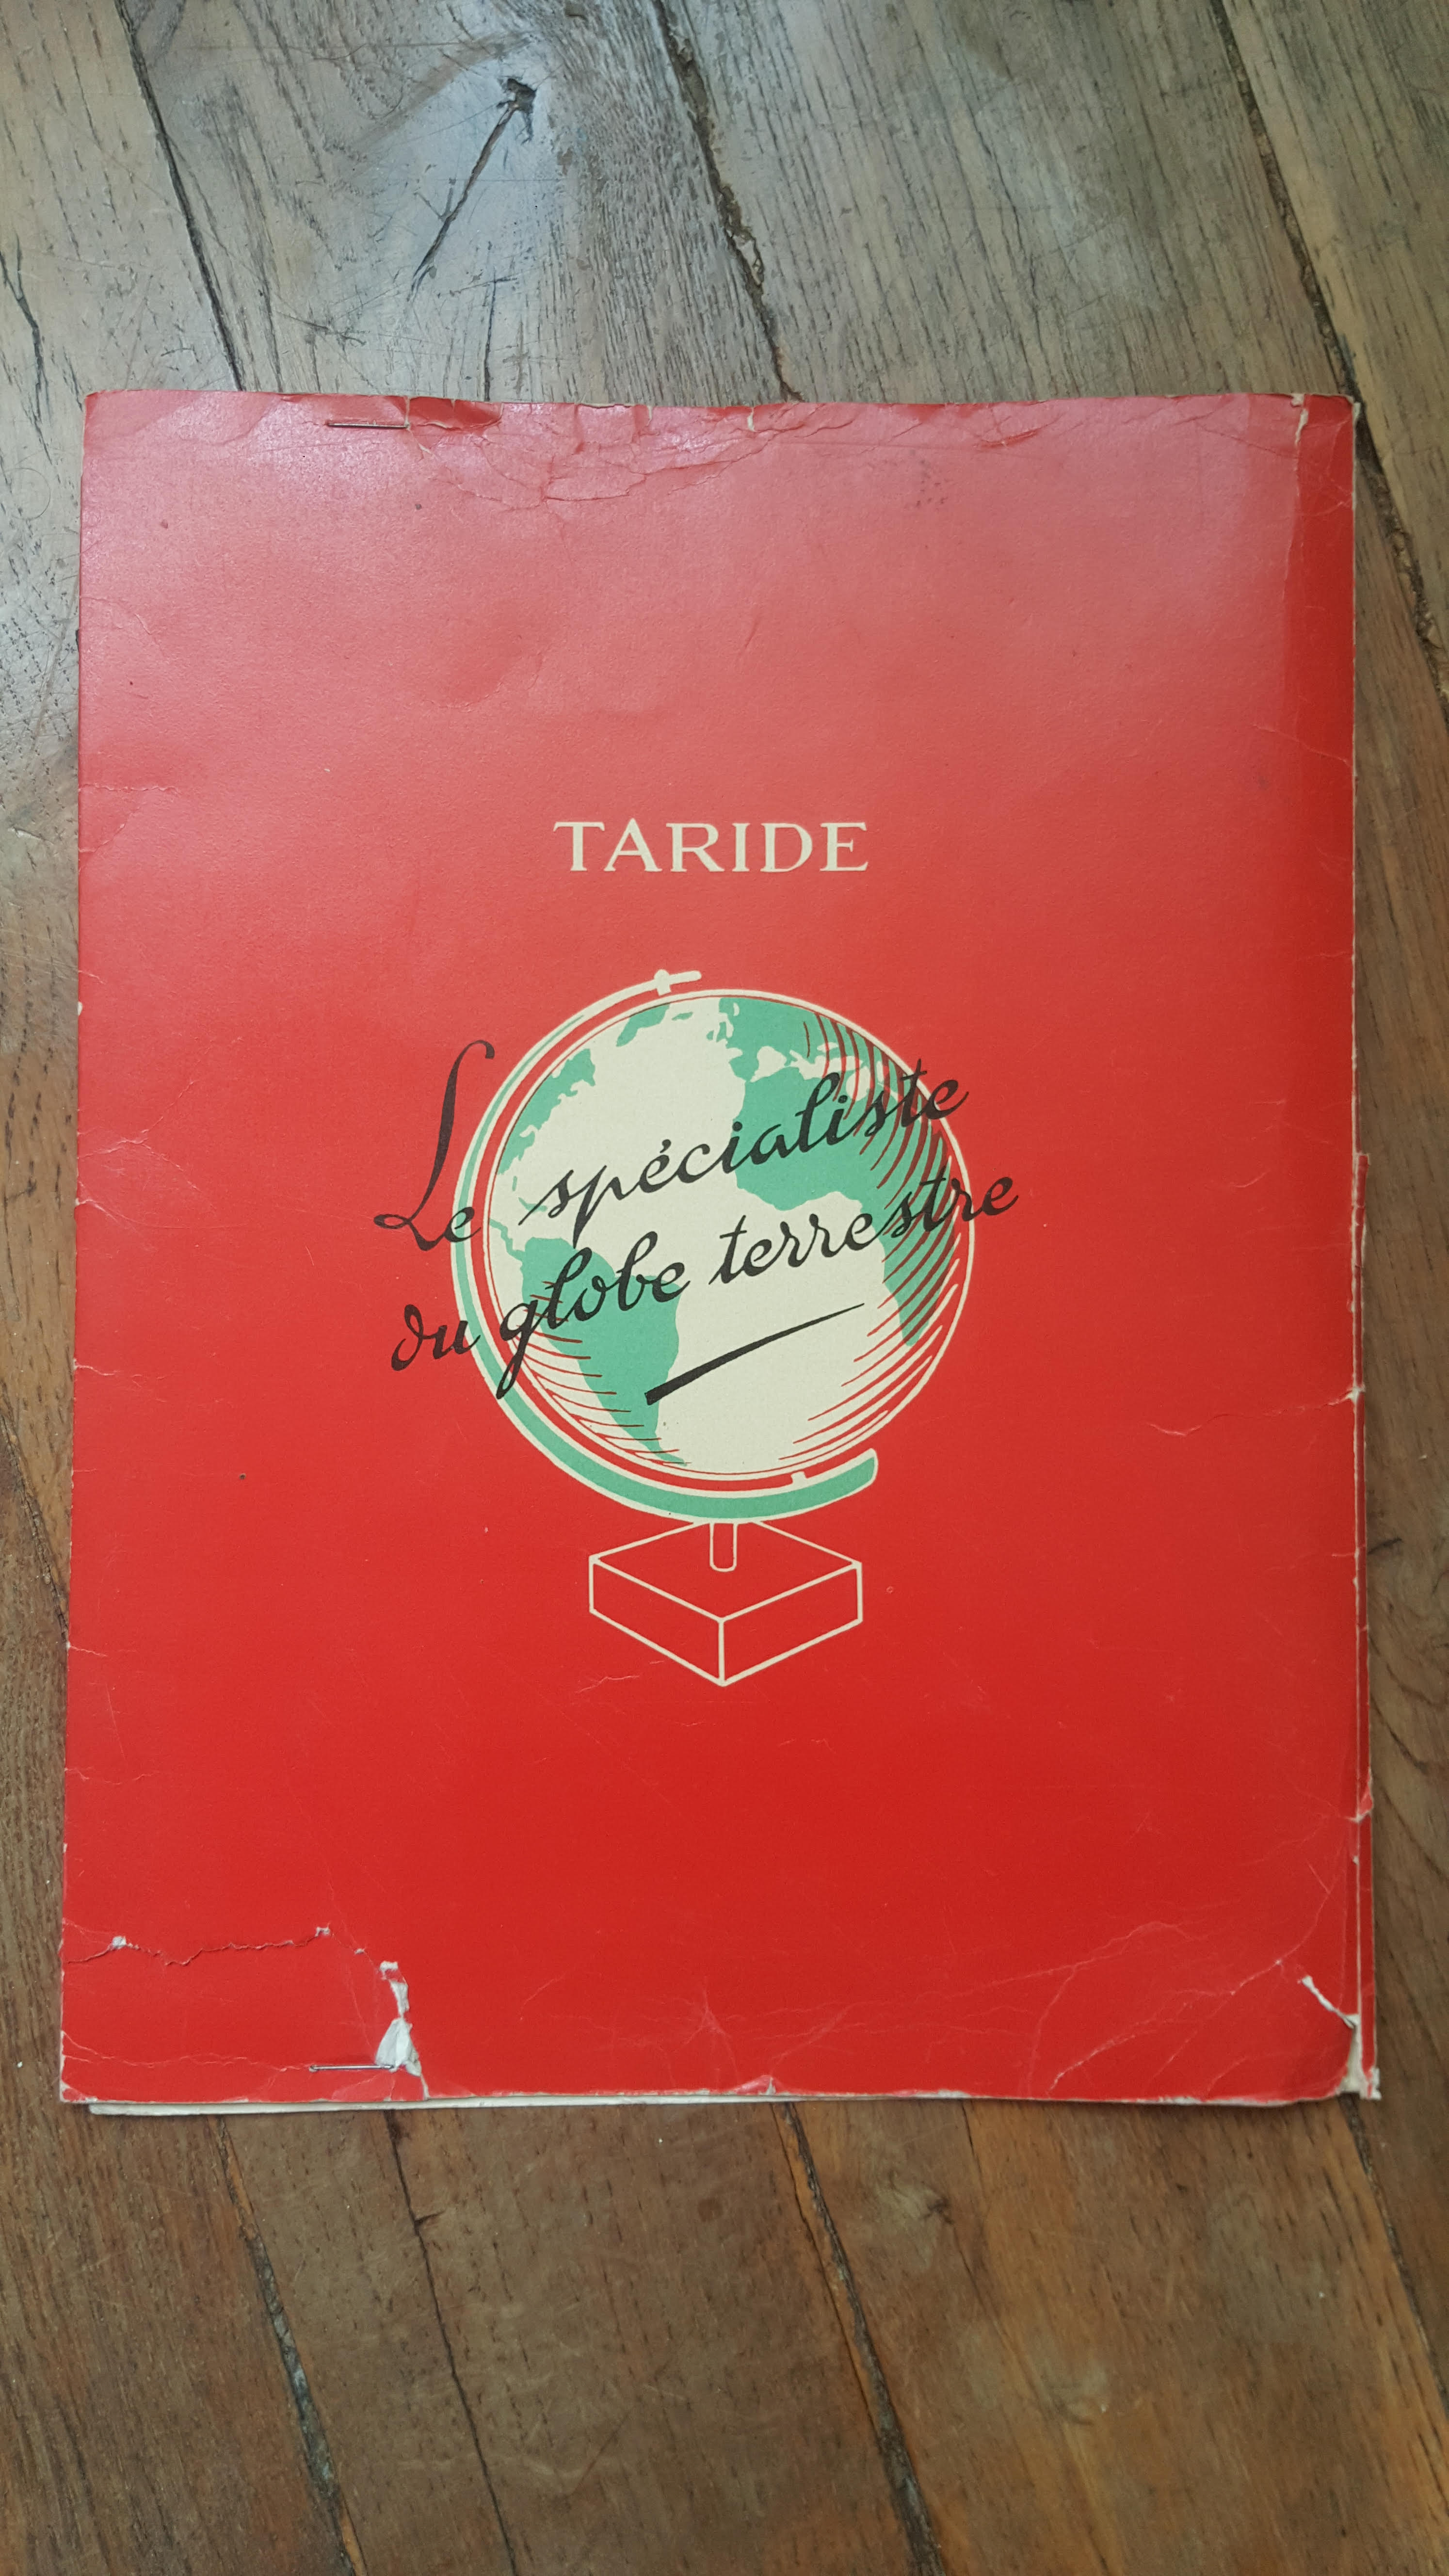 TARIDE
Le spécialiste
du globe terrestre